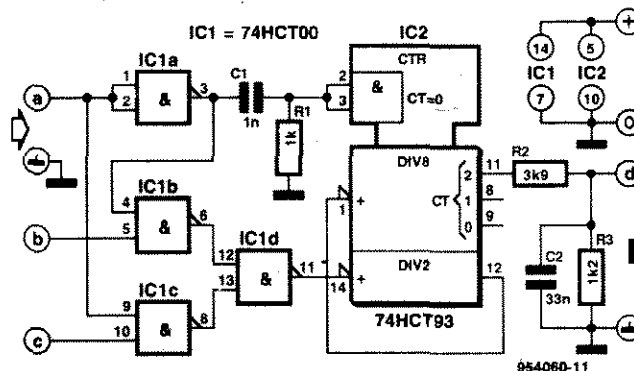 IC1 = 74HCT00
IC2
+
IC1a
CTR
14
5
1
3
C1
2
&
IC1
IC2
a
2
&
3
CT=0
1n
R1
7
10
1k
0
DIV8
11
R2
IC1b
2
3k9
d
4
6
CT
1
8
&
1
+
0
9
b
5
IC1d
12
R3
11
DIV2
12
C2
IC1c
13
&
14
+
1k2
9
8
33n
&
c
10
74HCT93
954060-11